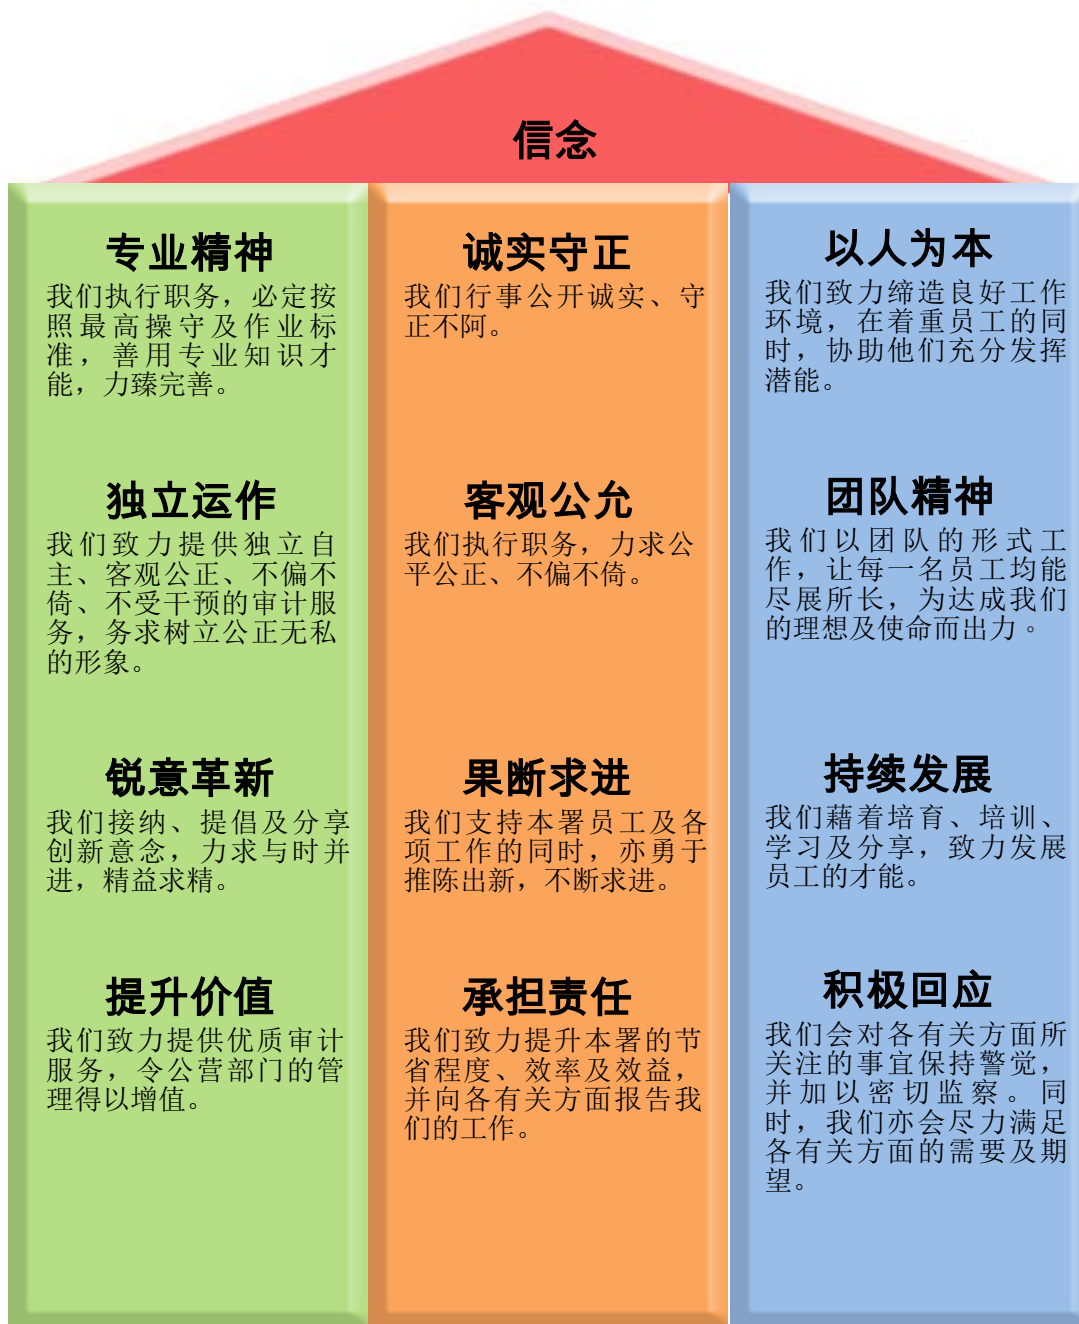 信念
专业精神
我们执行职务，必定按
照最高操守及作业标
准，善用专业知识才
能，力臻完善。
独立运作
我们致力提供独立自
主、客观公正、不偏不
倚、不受干预的审计服
务，务求树立公正无私
的形象。
锐意革新
我们接纳、提倡及分享
创新意念，力求与时并
进，精益求精。
提升价值
我们致力提供优质审计
服务，令公营部门的管
理得以增值。
诚实守正
我们行事公开诚实、守
正不阿。
客观公允
我们执行职务，力求公
平公正、不偏不倚。
果断求进
我们支持本署员工及各
项工作的同时，亦勇于
推陈出新，不断求进。
承担责任
我们致力提升本署的节
省程度、效率及效益，
并向各有关方面报告我
们的工作。
以人为本
我们致力缔造良好工作
环境，在着重员工的同
时，协助他们充分发挥
潜能。
团队精神
我们以团队的形式工
作，让每一名员工均能
尽展所长，为达成我们
的理想及使命而出力。
持续发展
我们藉着培育、培训、
学习及分享，致力发展
员工的才能。
积极回应
我们会对各有关方面所
关注的事宜保持警觉，
并加以密切监察。同
时，我们亦会尽力满足
各有关方面的需要及期
望。